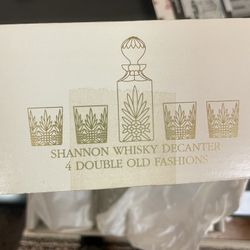 SHANNON WHISKY DECANTER
4 DOUBLE OLD FASHIONS